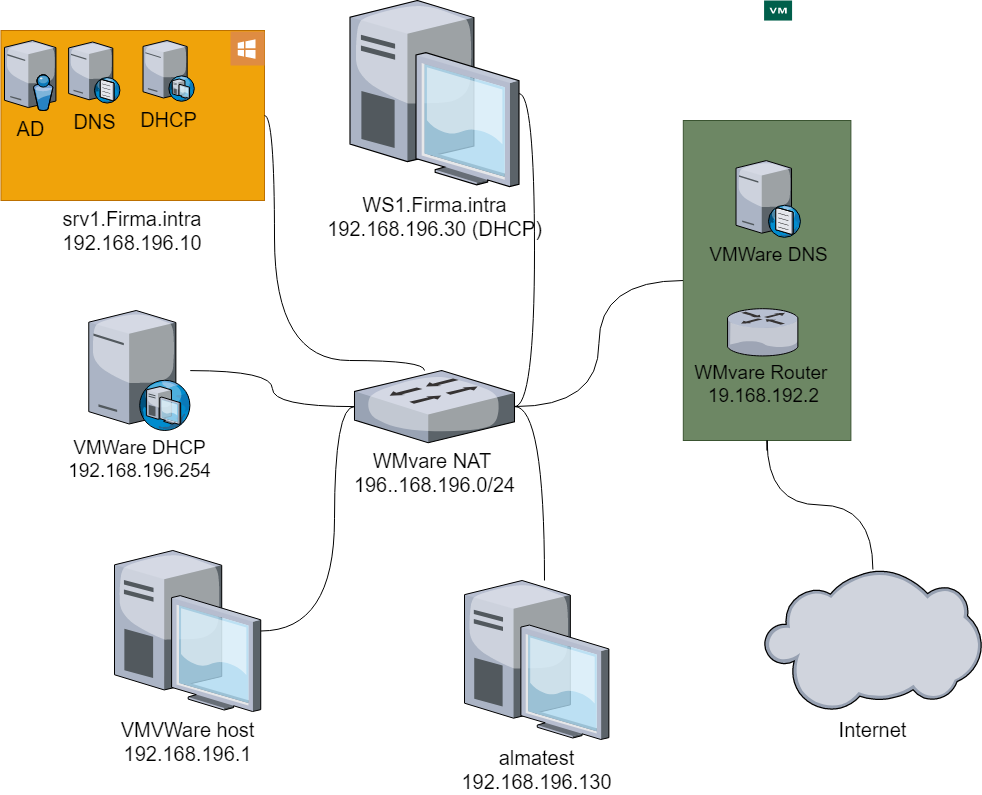 VM
AD
DNS
DHCP
srv1.Firma.intra
192.168.196.10
WS1.Firma.intra
192.168.196.30 (DHCP)
VMWare DNS
WMvare Router
19.168.192.2
VMWare DHCP
192.168.196.254
WMvare NAT
196..168.196.0/24
VMVWare host
192.168.196.1
almatest
192.168.196.130
Internet